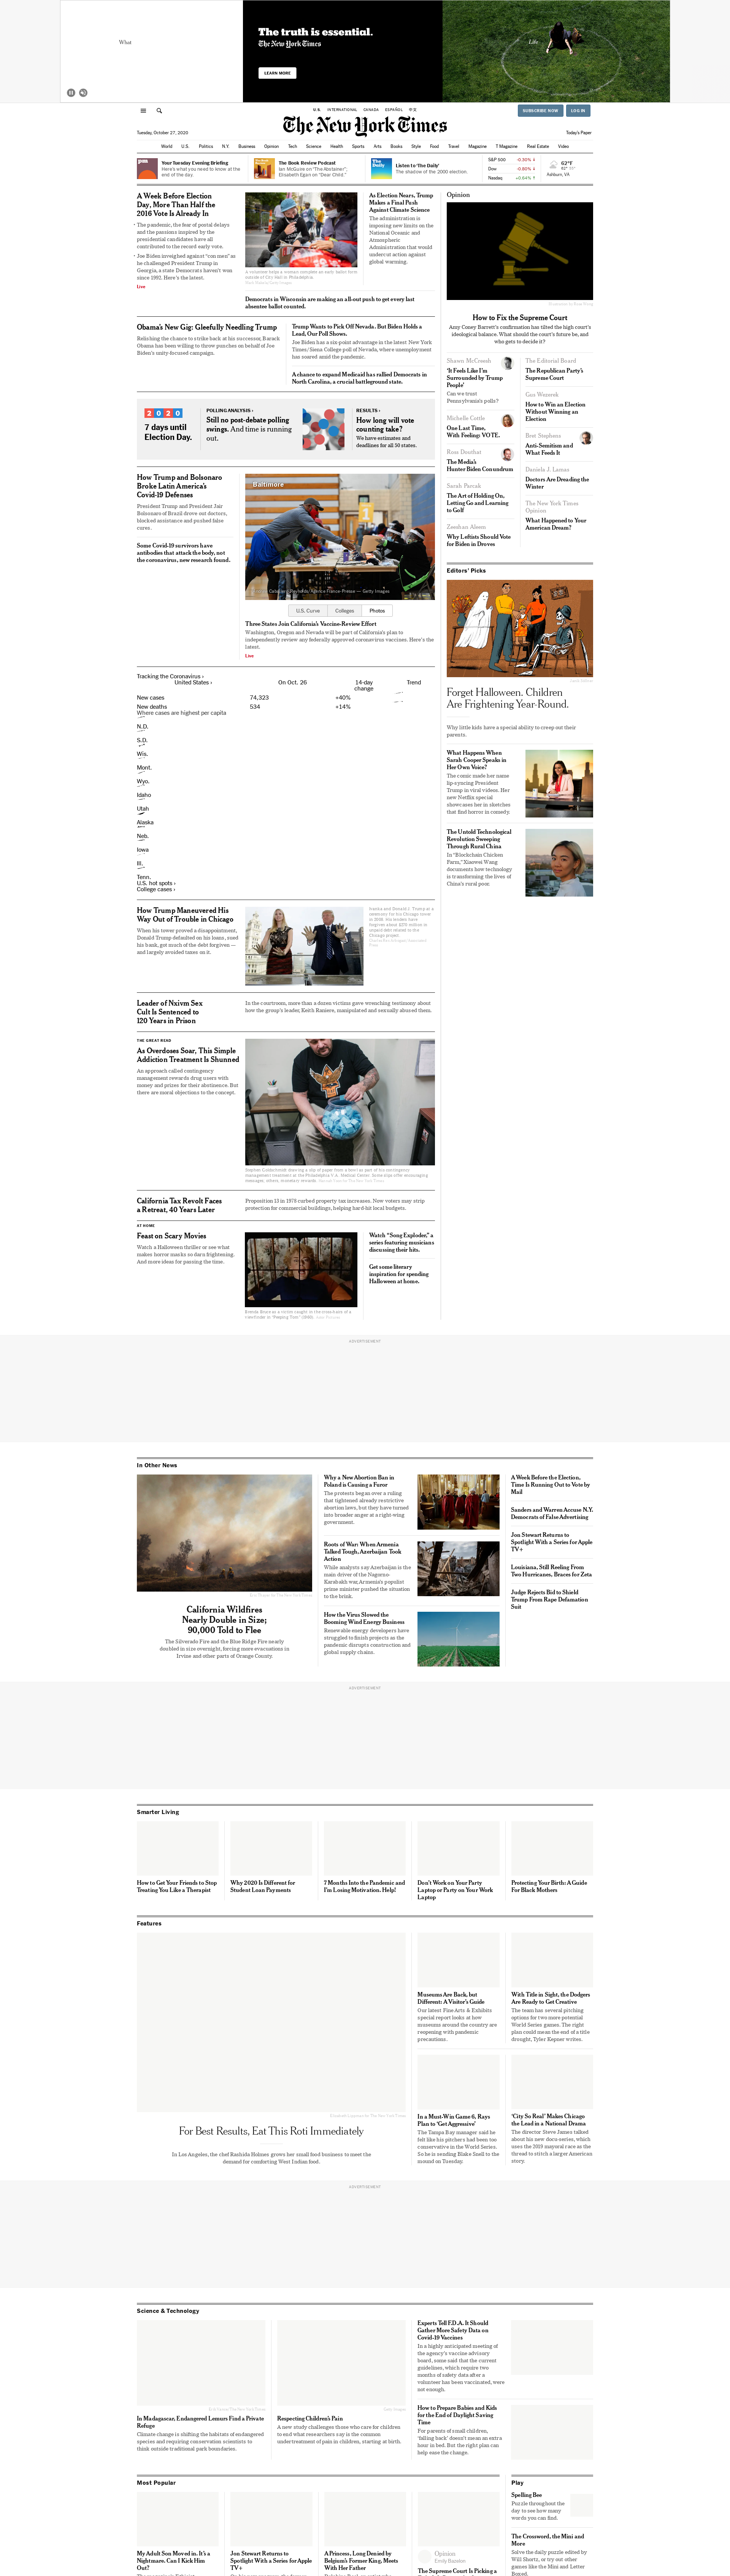 What
The truth is essential.
The New York Times
LEARN MORE
Life
U.S.
INTERNATIONAL
CANADA
ESPAÑOL
中文
SUBSCRIBE NOW
LOG IN
The New York Times
Tuesday, October 27, 2020
Today's Paper
World U.S. Politics N.Y. Business Opinion Tech Science Health Sports Arts Books Style Food Travel Magazine T Magazine Real Estate Video
Your Tuesday Evening Briefing
Here's what you need to know at the
end of the day.
The Book Review Podcast
Ian McGuire on "The Abstainer";
Elisabeth Egan on "Dear Child."
Listen to 'The Daily'
The shadow of the 2000 election.
S&P 500 -0.30%
Dow -0.80%
Nasdaq +0.64%
62°F
Ashburn, VA
A Week Before Election
Day, More Than Half the
2016 Vote Is Already In
The pandemic, the fear of postal delays
and the passions inspired by the
presidential candidates have all
contributed to the record early vote.
Joe Biden inveighed against "con men" as
he challenged President Trump in
Georgia, a state Democrats haven't won
since 1992. Here's the latest.
Live
A volunteer helps a woman complete an early ballot form
outside of City Hall in Philadelphia.
As Election Nears, Trump
Makes a Final Push
Against Climate Science
The administration is
imposing new limits on the
National Oceanic and
Atmospheric
Administration that would
undercut action against
global warming.
Democrats in Wisconsin are making an all-out push to get every last
absentee ballot counted.
Obama's New Gig: Gleefully Needling Trump
Relishing the chance to strike back at his successor, Barack
Obama has been willing to throw punches on behalf of Joe
Biden's unity-focused campaign.
Trump Wants to Pick Off Nevada. But Biden Holds a
Lead, Our Poll Shows.
Joe Biden has a six-point advantage in the latest New York
Times/Siena College poll of Nevada, where unemployment
has soared amid the pandemic.
A chance to expand Medicaid has rallied Democrats in
North Carolina, a crucial battleground state.
2020
7 days until
Election Day.
POLLING ANALYSIS ›
Still no post-debate polling
swings. And time is running
out.
RESULTS ›
How long will vote
counting take?
We have estimates and
deadlines for all 50 states.
How Trump and Bolsonaro
Broke Latin America's
Covid-19 Defenses
President Trump and President Jair
Bolsonaro of Brazil drove out doctors,
blocked assistance and pushed false
cures.
Some Covid-19 survivors have
antibodies that attack the body, not
the coronavirus, new research found.
Baltimore
U.S. Curve
Colleges
Photos
Three States Join California's Vaccine-Review Effort
Washington, Oregon and Nevada will be part of California's plan to
independently review any federally approved coronavirus vaccines. Here's the
latest.
Live
Tracking the Coronavirus ›
United States › On Oct. 26 14-day
change Trend
New cases 74,323 +40%
New deaths 534 +14%
Where cases are highest per capita
N.D.
S.D.
Wis.
Mont.
Wyo.
Idaho
Utah
Alaska
Neb.
Iowa
Ill.
Tenn.
U.S. hot spots ›
College cases ›
How Trump Maneuvered His
Way Out of Trouble in Chicago
When his tower proved a disappointment,
Donald Trump defaulted on his loans, sued
his bank, got much of the debt forgiven —
and largely avoided taxes on it.
Ivanka and Donald J. Trump at a
ceremony for his Chicago tower
in 2008. His lenders have
forgiven about $270 million in
unpaid debt related to the
Chicago project.
Leader of Nxivm Sex
Cult Is Sentenced to
120 Years in Prison
In the courtroom, more than a dozen victims gave wrenching testimony about
how the group's leader, Keith Raniere, manipulated and sexually abused them.
THE GREAT READ
As Overdoses Soar, This Simple
Addiction Treatment Is Shunned
An approach called contingency
management rewards drug users with
money and prizes for their abstinence. But
there are moral objections to the concept.
California Tax Revolt Faces
a Retreat, 40 Years Later
Proposition 13 in 1978 curbed property tax increases. Now voters may strip
protection for commercial buildings, helping hard-hit local budgets.
AT HOME
Feast on Scary Movies
Watch a Halloween thriller or see what
makes horror masks so darn frightening.
And more ideas for passing the time.
Watch "Song Exploder," a
series featuring musicians
discussing their hits.
Get some literary
inspiration for spending
Halloween at home.
Opinion
How to Fix the Supreme Court
Amy Coney Barrett's confirmation has tilted the high court's
ideological balance. What should the court's future be, and
who gets to decide it?
Shawn McCreesh
'It Feels Like I'm
Surrounded by Trump
People'
Can we trust
Pennsylvania's polls?
Michelle Cottle
One Last Time,
With Feeling: VOTE.
Ross Douthat
The Media's
Hunter Biden Conundrum
Sarah Parcak
The Art of Holding On,
Letting Go and Learning
to Golf
Zeeshan Aleem
Why Leftists Should Vote
for Biden in Droves
The Editorial Board
The Republican Party's
Supreme Court
Gus Wezerek
How to Win an Election
Without Winning an
Election
Bret Stephens
Anti-Semitism and
What Feeds It
Daniela J. Lamas
Doctors Are Dreading the
Winter
The New York Times
Opinion
What Happened to Your
American Dream?
Editors' Picks
Forget Halloween. Children
Are Frightening Year-Round.
Why little kids have a special ability to creep out their
parents.
What Happens When
Sarah Cooper Speaks in
Her Own Voice?
The comic made her name
lip-syncing President
Trump in viral videos. Her
new Netflix special
showcases her in sketches
that find horror in comedy.
The Untold Technological
Revolution Sweeping
Through Rural China
In "Blockchain Chicken
Farm," Xiaowei Wang
documents how technology
is transforming the lives of
China's rural poor.
ADVERTISEMENT
In Other News
California Wildfires
Nearly Double in Size;
90,000 Told to Flee
The Silverado Fire and the Blue Ridge Fire nearly
doubled in size overnight, forcing more evacuations in
Irvine and other parts of Orange County.
Why a New Abortion Ban in
Poland is Causing a Furor
The protests began over a ruling
that tightened already restrictive
abortion laws, but they have turned
into broader anger at a right-wing
government.
Roots of War: When Armenia
Talked Tough, Azerbaijan Took
Action
While analysts say Azerbaijan is the
main driver of the Nagorno-
Karabakh war, Armenia's populist
prime minister pushed the situation
to the brink.
How the Virus Slowed the
Booming Wind Energy Business
Renewable energy developers have
struggled to finish projects as the
pandemic disrupts construction and
global supply chains.
A Week Before the Election,
Time Is Running Out to Vote by
Mail
Sanders and Warren Accuse N.Y.
Democrats of False Advertising
Jon Stewart Returns to
Spotlight With a Series for Apple
TV+
Louisiana, Still Reeling From
Two Hurricanes, Braces for Zeta
Judge Rejects Bid to Shield
Trump From Rape Defamation
Suit
ADVERTISEMENT
Smarter Living
How to Get Your Friends to Stop
Treating You Like a Therapist
Why 2020 Is Different for
Student Loan Payments
7 Months Into the Pandemic and
I'm Losing Motivation. Help!
Don't Work on Your Party
Laptop or Party on Your Work
Laptop
Protecting Your Birth: A Guide
For Black Mothers
Features
For Best Results, Eat This Roti Immediately
In Los Angeles, the chef Rashida Holmes grows her small food business to meet the
demand for comforting West Indian food.
Museums Are Back, but
Different: A Visitor's Guide
Our latest Fine Arts & Exhibits
special report looks at how
museums around the country are
reopening with pandemic
precautions.
With Title in Sight, the Dodgers
Are Ready to Get Creative
The team has several pitching
options for two more potential
World Series games. The right
plan could mean the end of a title
drought, Tyler Kepner writes.
In a Must-Win Game 6, Rays
Plan to 'Get Aggressive'
The Tampa Bay manager said he
felt like his pitchers had been too
conservative in the World Series.
So he is sending Blake Snell to the
mound on Tuesday.
'City So Real' Makes Chicago
the Lead in a National Drama
The director Steve James talked
about his new docu-series, which
uses the 2019 mayoral race as the
thread to stitch a larger American
story.
ADVERTISEMENT
Science & Technology
In Madagascar, Endangered Lemurs Find a Private
Refuge
Climate change is shifting the habitats of endangered
species and requiring conservation scientists to
think outside traditional park boundaries.
Respecting Children's Pain
A new study challenges those who care for children
to end what researchers say is the common
undertreatment of pain in children, starting at birth.
Experts Tell F.D.A. It Should
Gather More Safety Data on
Covid-19 Vaccines
In a highly anticipated meeting of
the agency's vaccine advisory
board, some said that the current
guidelines, which require two
months of safety data after a
volunteer has been vaccinated, were
not enough.
How to Prepare Babies and Kids
for the End of Daylight Saving
Time
For parents of small children,
'falling back' doesn't mean an extra
hour in bed. But the right plan can
help ease the change.
Most Popular
My Adult Son Moved in. It's a
Nightmare. Can I Kick Him
Out?
Jon Stewart Returns to
Spotlight With a Series for Apple
TV+
A Princess, Long Denied by
Belgium's Former King, Meets
With Her Father
Opinion
Emily Bazelon
The Supreme Court Is Picking a
Play
Spelling Bee
Puzzle throughout the
day to see how many
words you can find.
The Crossword, the Mini and
More
Solve the daily puzzle edited by
Will Shortz, or try out other
games like the Mini and Letter
Boxed.